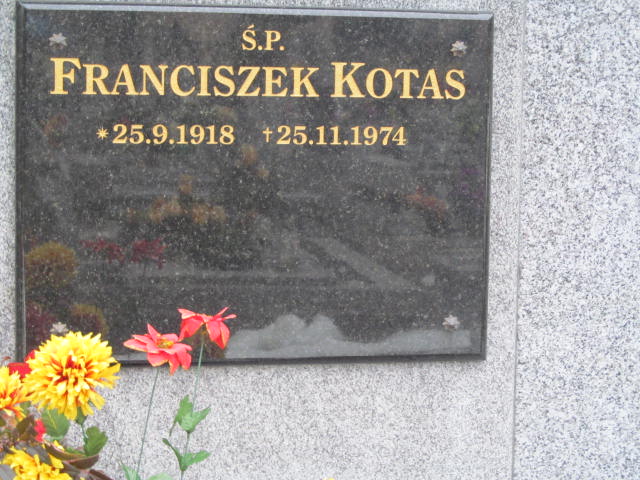 Ś.P.
FRANCISZEK KOTAS
*25.9.1918 †25.11.1974